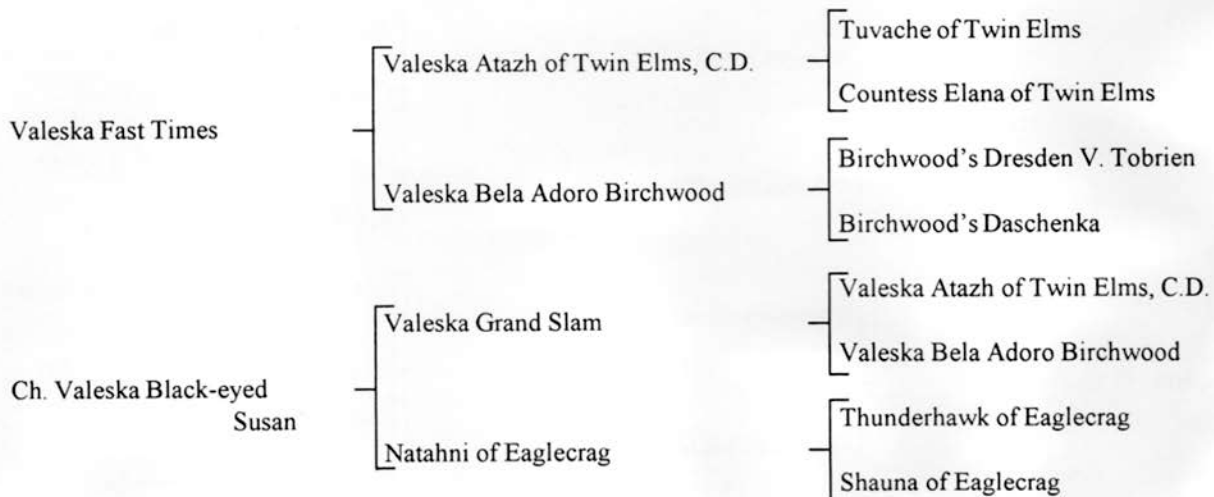 Tuvache of Twin Elms
Valeska Atazh of Twin Elms, C.D.
Countess Elana of Twin Elms
Valeska Fast Times
Birchwood's Dresden V. Tobrien
Valeska Bela Adoro Birchwood
Birchwood's Daschenka
Valeska Atazh of Twin Elms, C.D.
Valeska Grand Slam
Valeska Bela Adoro Birchwood
Ch. Valeska Black-eyed
Susan
Thunderhawk of Eaglecrag
Natahni of Eaglecrag
Shauna of Eaglecrag